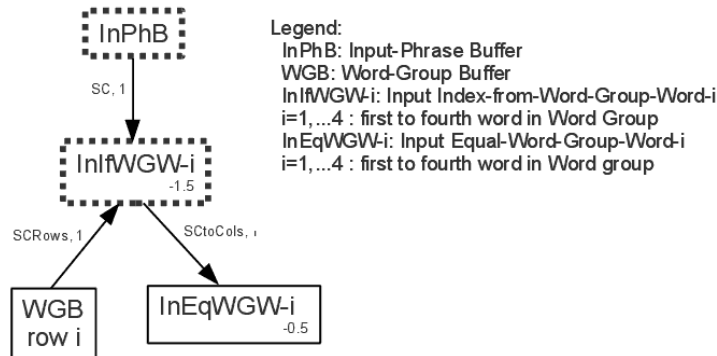 InPhB
Legend:
InPhB: Input-Phrase Buffer
WGB: Word-Group Buffer
InIfWGW-i: Input Index-from-Word-Group-Word-i
i=1,...4 : first to fourth word in Word Group
InEqWGW-i: Input Equal-Word-Group-Word-i
i=1,...4 : first to fourth word in Word group
SC, 1
InIfWGW-i
-1.5
SCRows, 1
SCtoCols,
WGB
row i
InEqWGW-i
-0.5